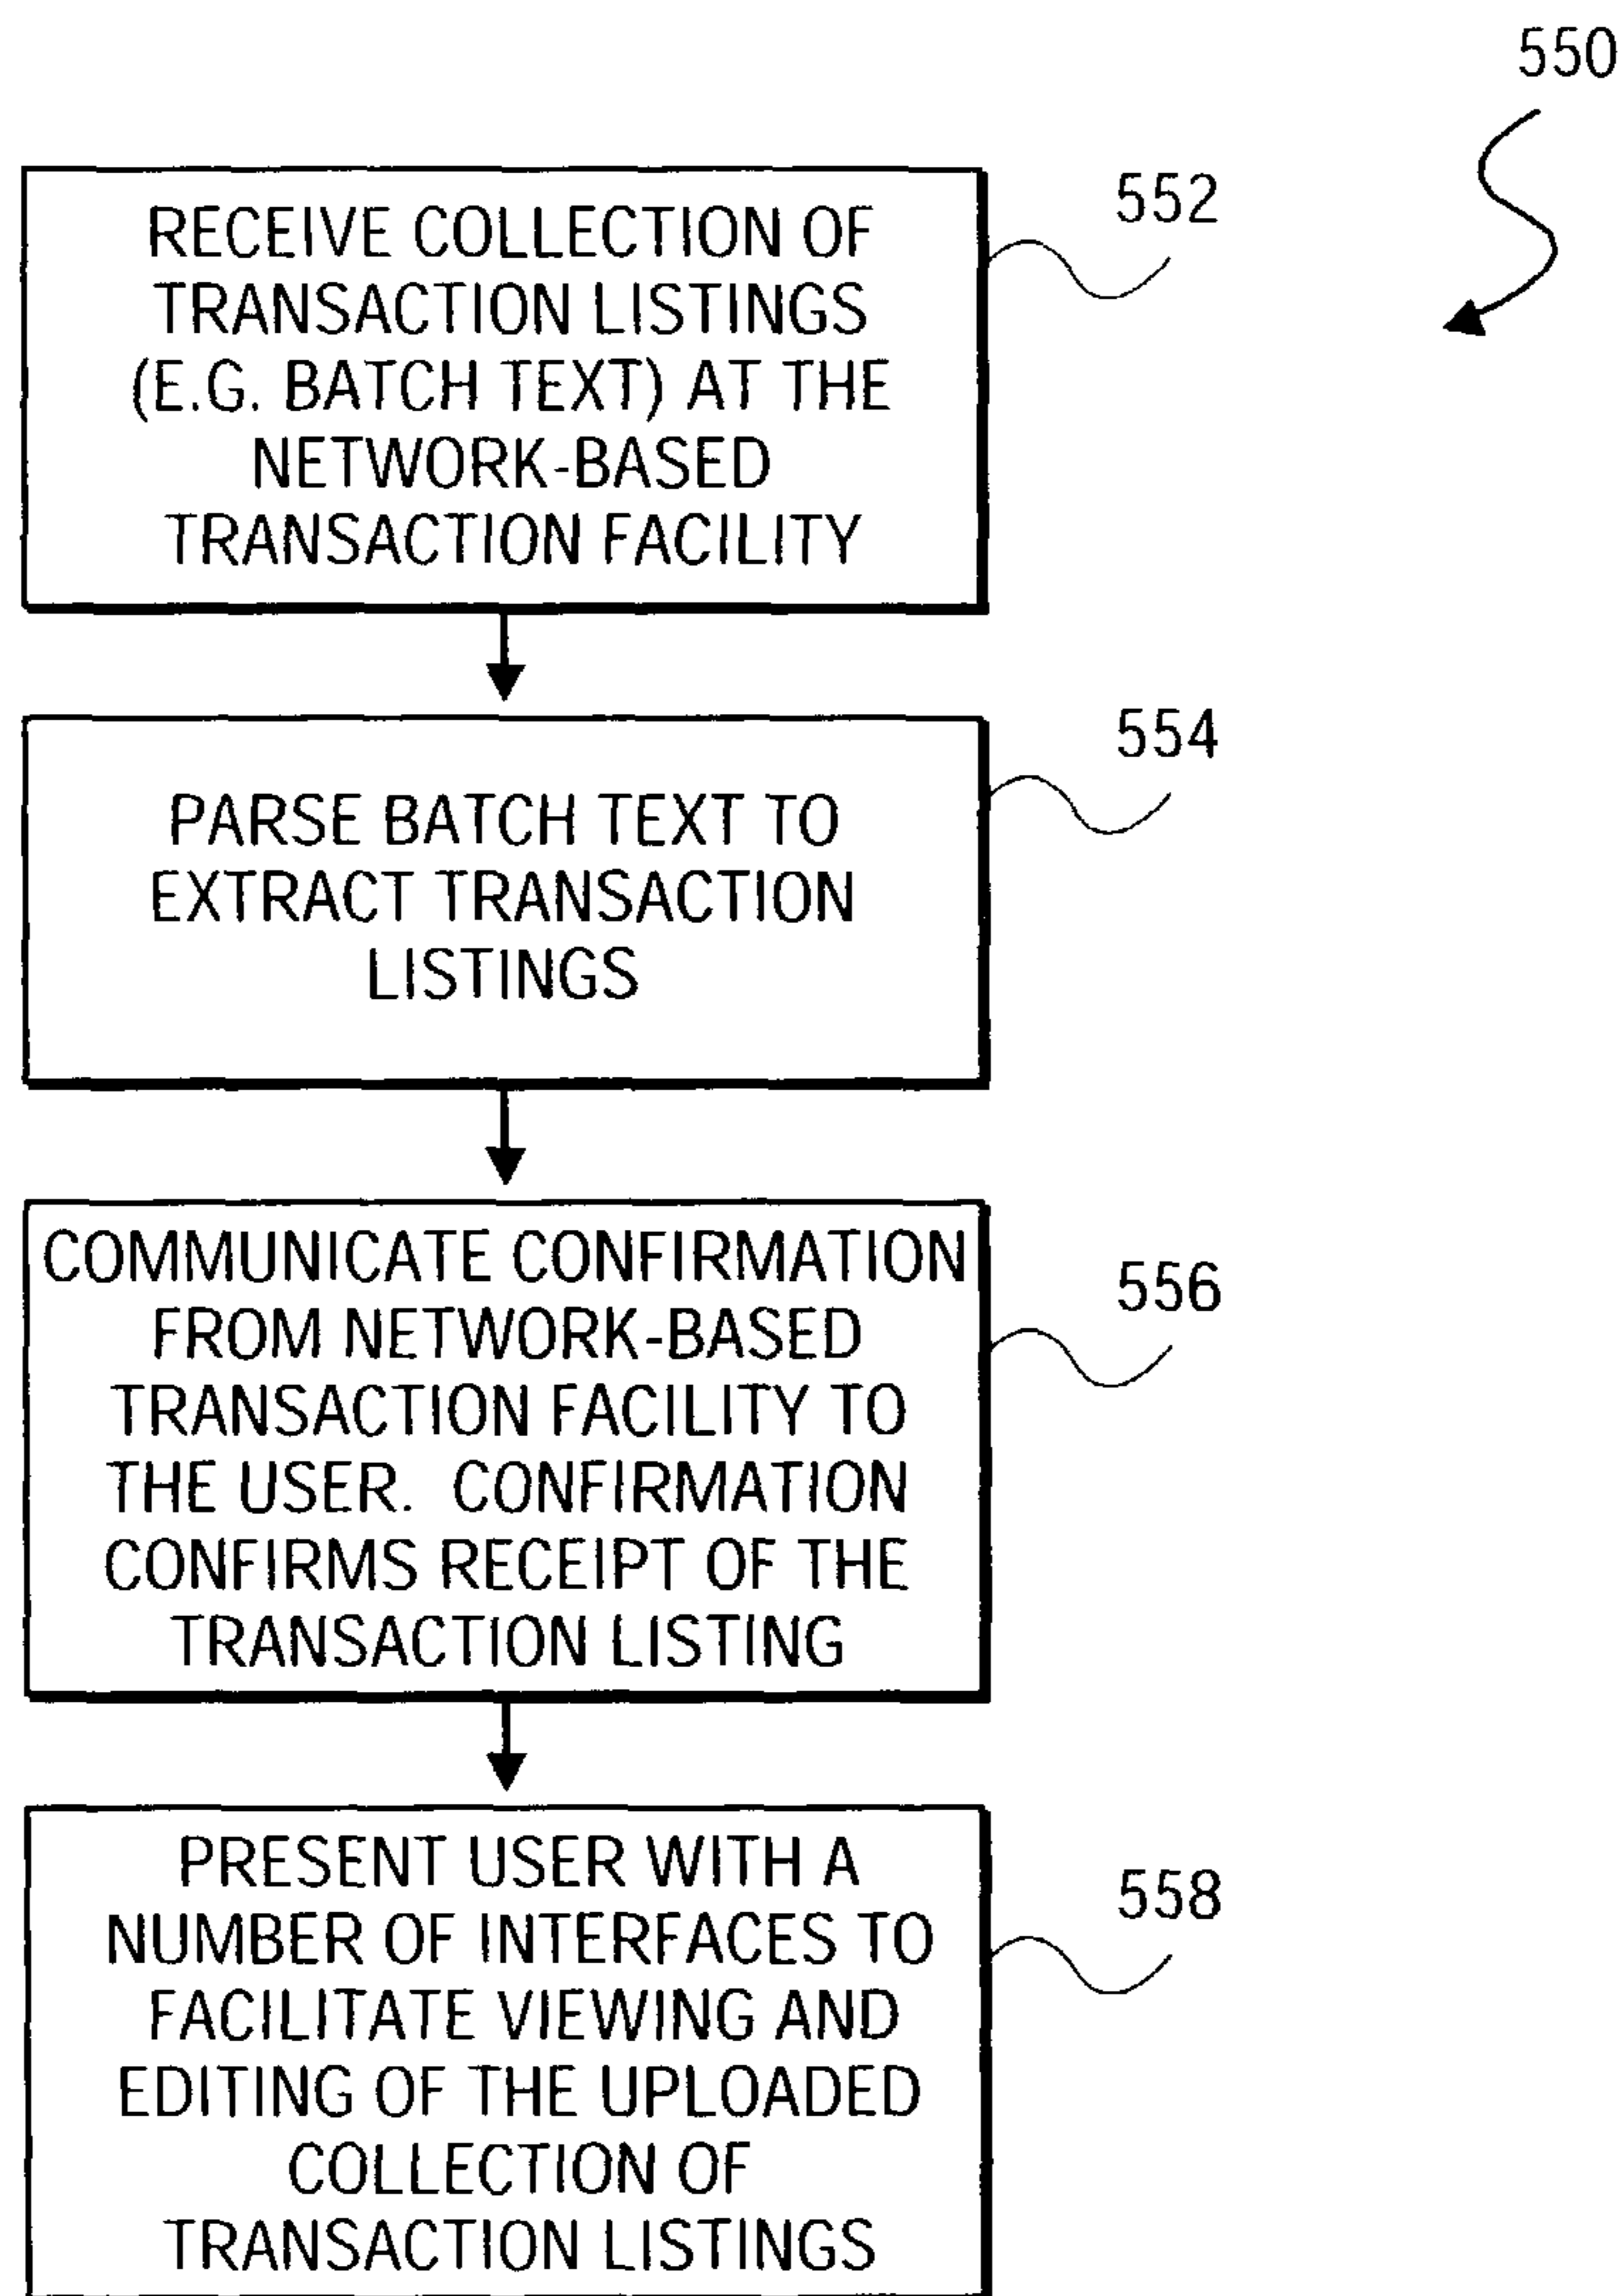 550
552
RECEIVE COLLECTION OF
TRANSACTION LISTINGS
(E.G. BATCH TEXT) AT THE
NETWORK-BASED
TRANSACTION FACILITY
554
PARSE BATCH TEXT TO
EXTRACT TRANSACTION
LISTINGS
556
COMMUNICATE CONFIRMATION
FROM NETWORK-BASED
TRANSACTION FACILITY TO
THE USER. CONFIRMATION
CONFIRMS RECEIPT OF THE
TRANSACTION LISTING
558
PRESENT USER WITH A
NUMBER OF INTERFACES TO
FACILITATE VIEWING AND
EDITING OF THE UPLOADED
COLLECTION OF
TRANSACTION LISTINGS